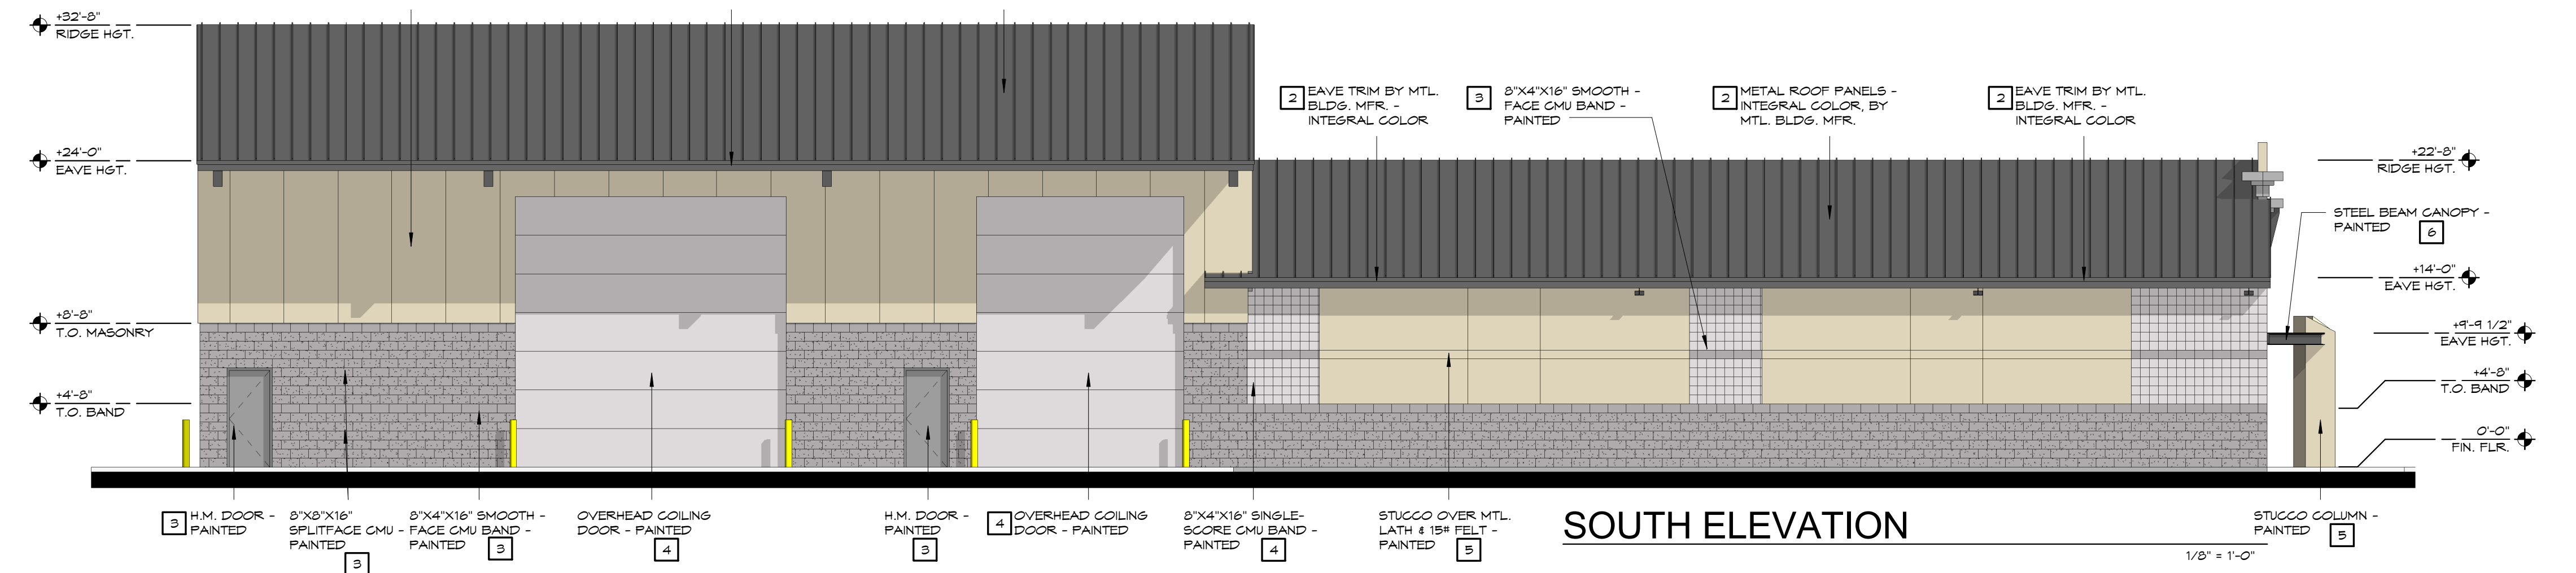 +32'-8"
RIDGE HGT.
+24'-0"
EAVE HGT.
+8'-8"
T.O. MASONRY
+4'-8"
T.O. BAND
2 EAVE TRIM BY MTL.
BLDG. MFR. -
INTEGRAL COLOR
3 8"X4"X16" SMOOTH -
FACE CMU BAND -
PAINTED
2 METAL ROOF PANELS -
INTEGRAL COLOR, BY
MTL. BLDG. MFR.
2 EAVE TRIM BY MTL.
BLDG. MFR. -
INTEGRAL COLOR
+22'-8"
RIDGE HGT.
STEEL BEAM CANOPY -
PAINTED
6
+14'-0"
EAVE HGT.
+9'-9 1/2"
EAVE HGT.
+4'-8"
T.O. BAND
0'-0"
FIN. FLR.
3 H.M. DOOR -
PAINTED
8"X8"X16"
SPLITFACE CMU -
PAINTED
3
8"X4"X16" SMOOTH -
FACE CMU BAND -
PAINTED
3
OVERHEAD COILING
DOOR - PAINTED
4
H.M. DOOR -
PAINTED
3
4 OVERHEAD COILING
DOOR - PAINTED
8"X4"X16" SINGLE-
SCORE CMU BAND -
PAINTED
4
STUCCO OVER MTL.
LATH & 15# FELT -
PAINTED
5
SOUTH ELEVATION
1/8" = 1'-0"
STUCCO COLUMN -
PAINTED
5